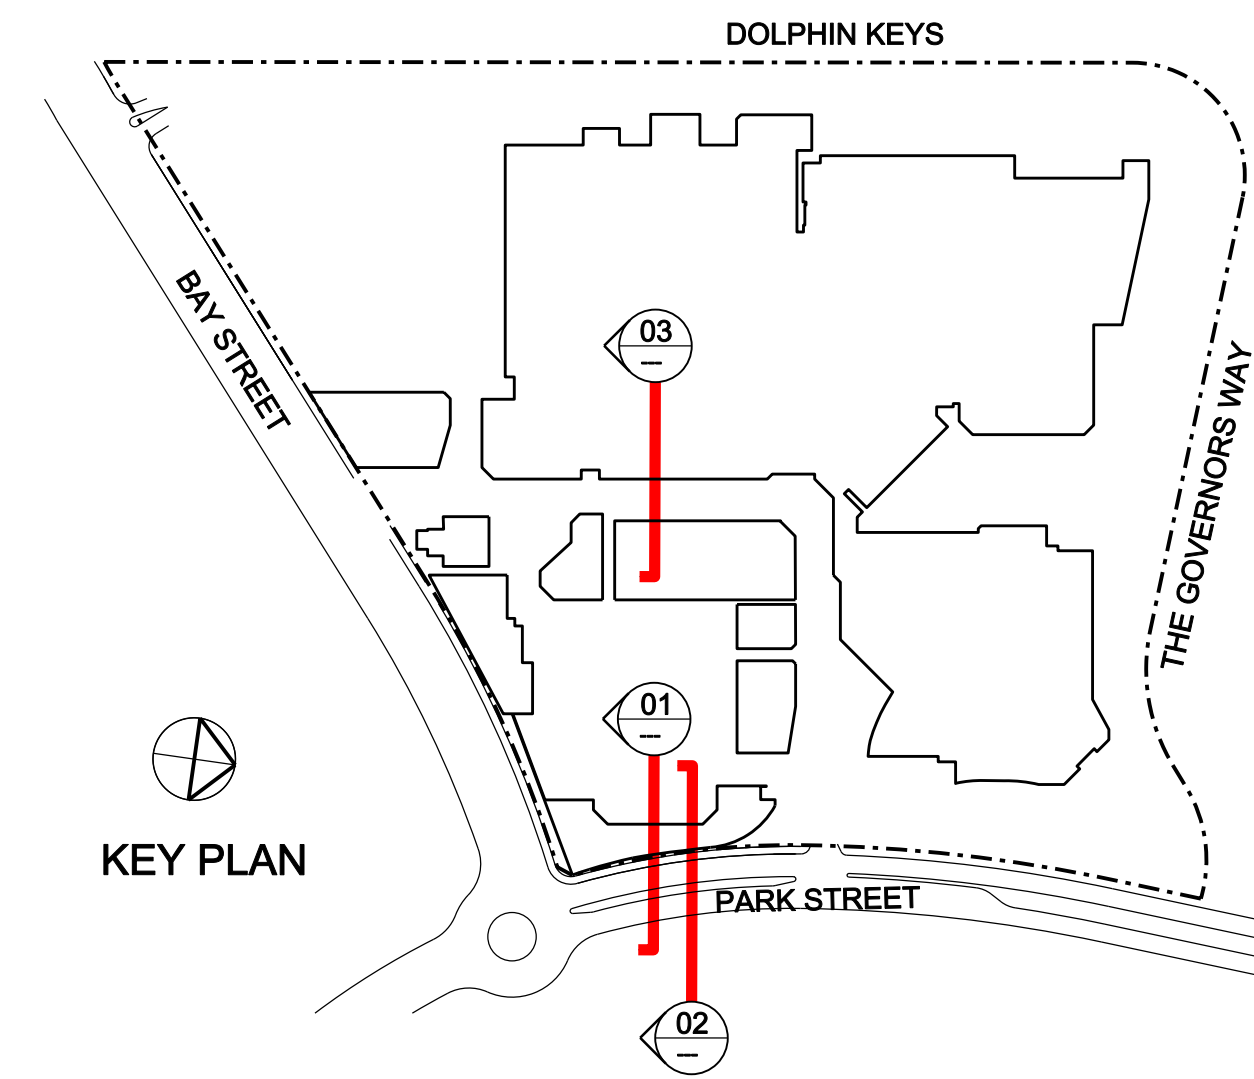 DOLPHIN KEYS
BAY STREET
03
---
THE GOVERNORS WAY
01
---
KEY PLAN
PARK STREET
02
---